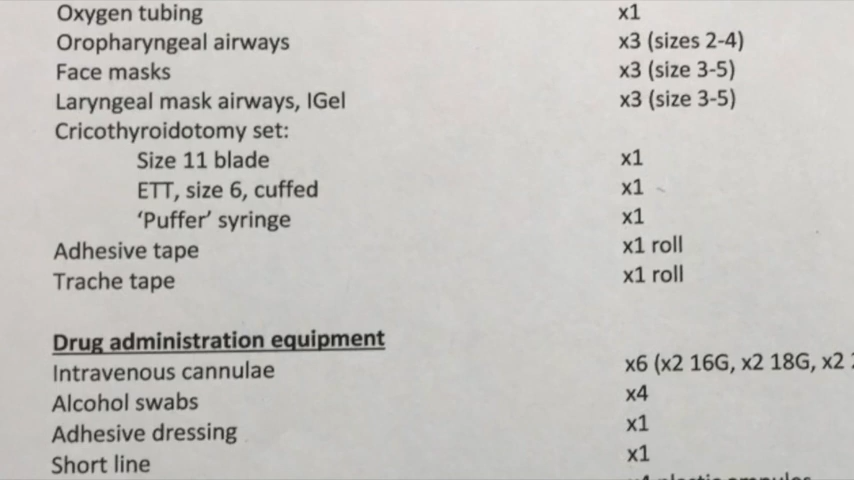 Oxygen tubing x1
Oropharyngeal airways x3 (sizes 2-4)
Face masks x3 (size 3-5)
Laryngeal mask airways, IGel x3 (size 3-5)
Cricothyroidotomy set:
Size 11 blade x1
ETT, size 6, cuffed x1
‘Puffer’ syringe x1
Adhesive tape x1 roll
Trache tape x1 roll
Drug administration equipment
Intravenous cannulae x6 (x2 16G, x2 18G, x2
Alcohol swabs x4
Adhesive dressing x1
Short line x1